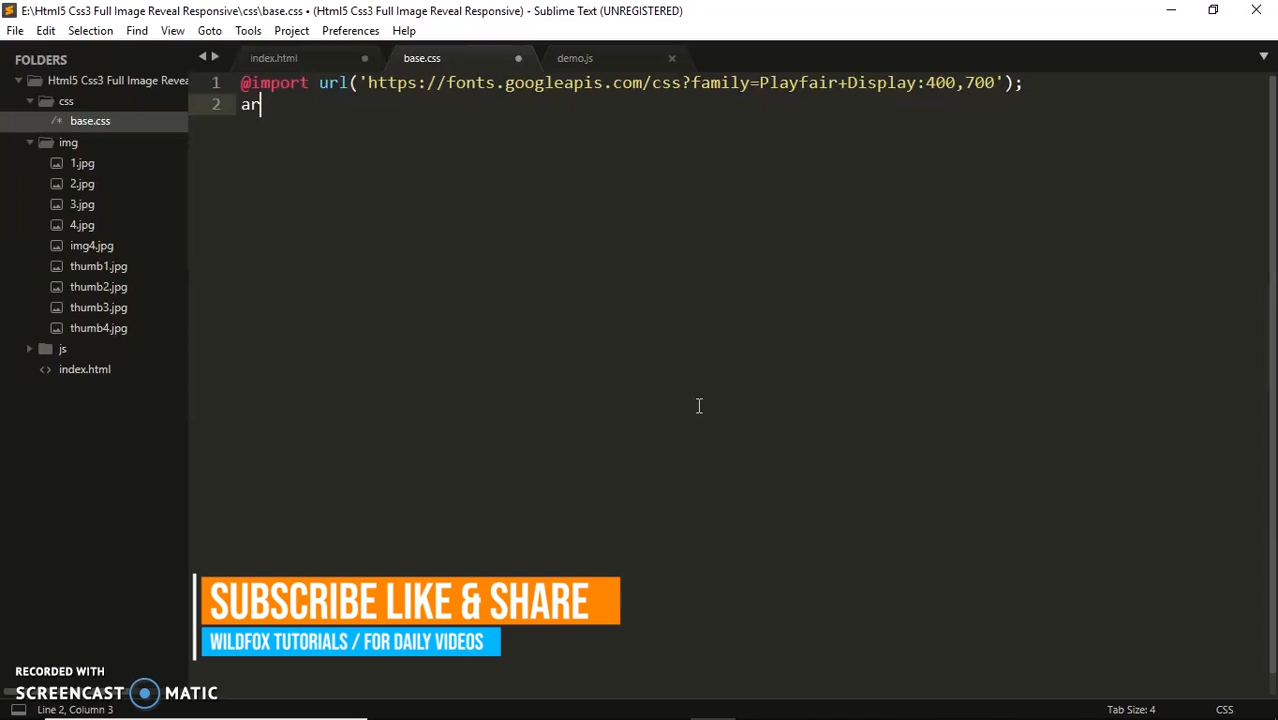 E:\Html5 Css3 Full Image Reveal Responsive\css\base.css • (Html5 Css3 Full Image Reveal Responsive) - Sublime Text (UNREGISTERED)
File Edit Selection View Goto Tools Project Preferences Help
FOLDERS
Html5 Css3 Full Image Revea
css
/* base.css
img
1.jpg
2.jpg
3.jpg
4.jpg
img4.jpg
thumb1.jpg
thumb2.jpg
thumb3.jpg
thumb4.jpg
js
<> index.html
index.html base.css demo.js
1 @import url('https://fonts.googleapis.com/css?family=Playfair+Display:400,700');
2 ar
SUBSCRIBE LIKE & SHARE
WILDFOX TUTORIALS / FOR DAILY VIDEOS
RECORDED WITH
SCREENCAST MATIC
Line 2, Column 3 Tab Size: 4 CSS